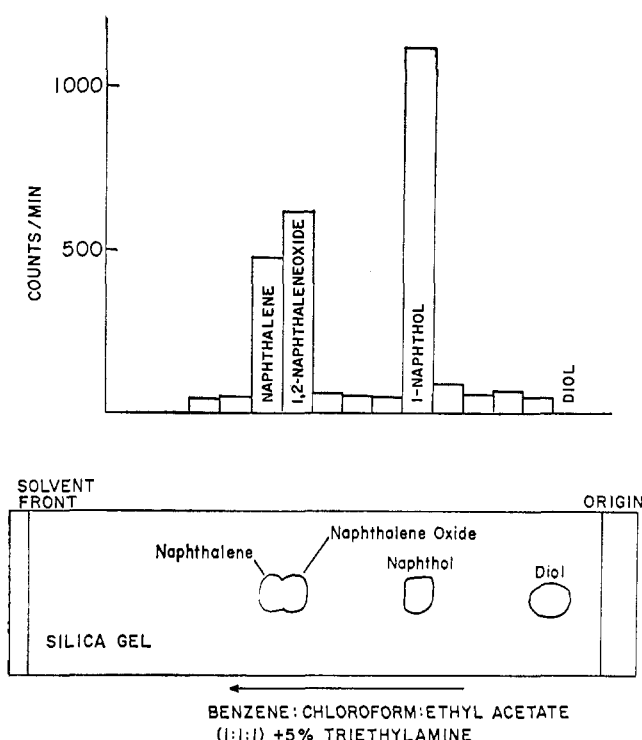 1000
500
COUNTS/MIN
NAPHTHALENE
1,2-NAPHTHALENEOXIDE
1-NAPHTHOL
DIOL
SOLVENT
FRONT
ORIGIN
Naphthalene
Naphthalene Oxide
Naphthol
Diol
SILICA GEL
BENZENE: CHLOROFORM: ETHYL ACETATE
(1:1:1) +5% TRIETHYLAMINE